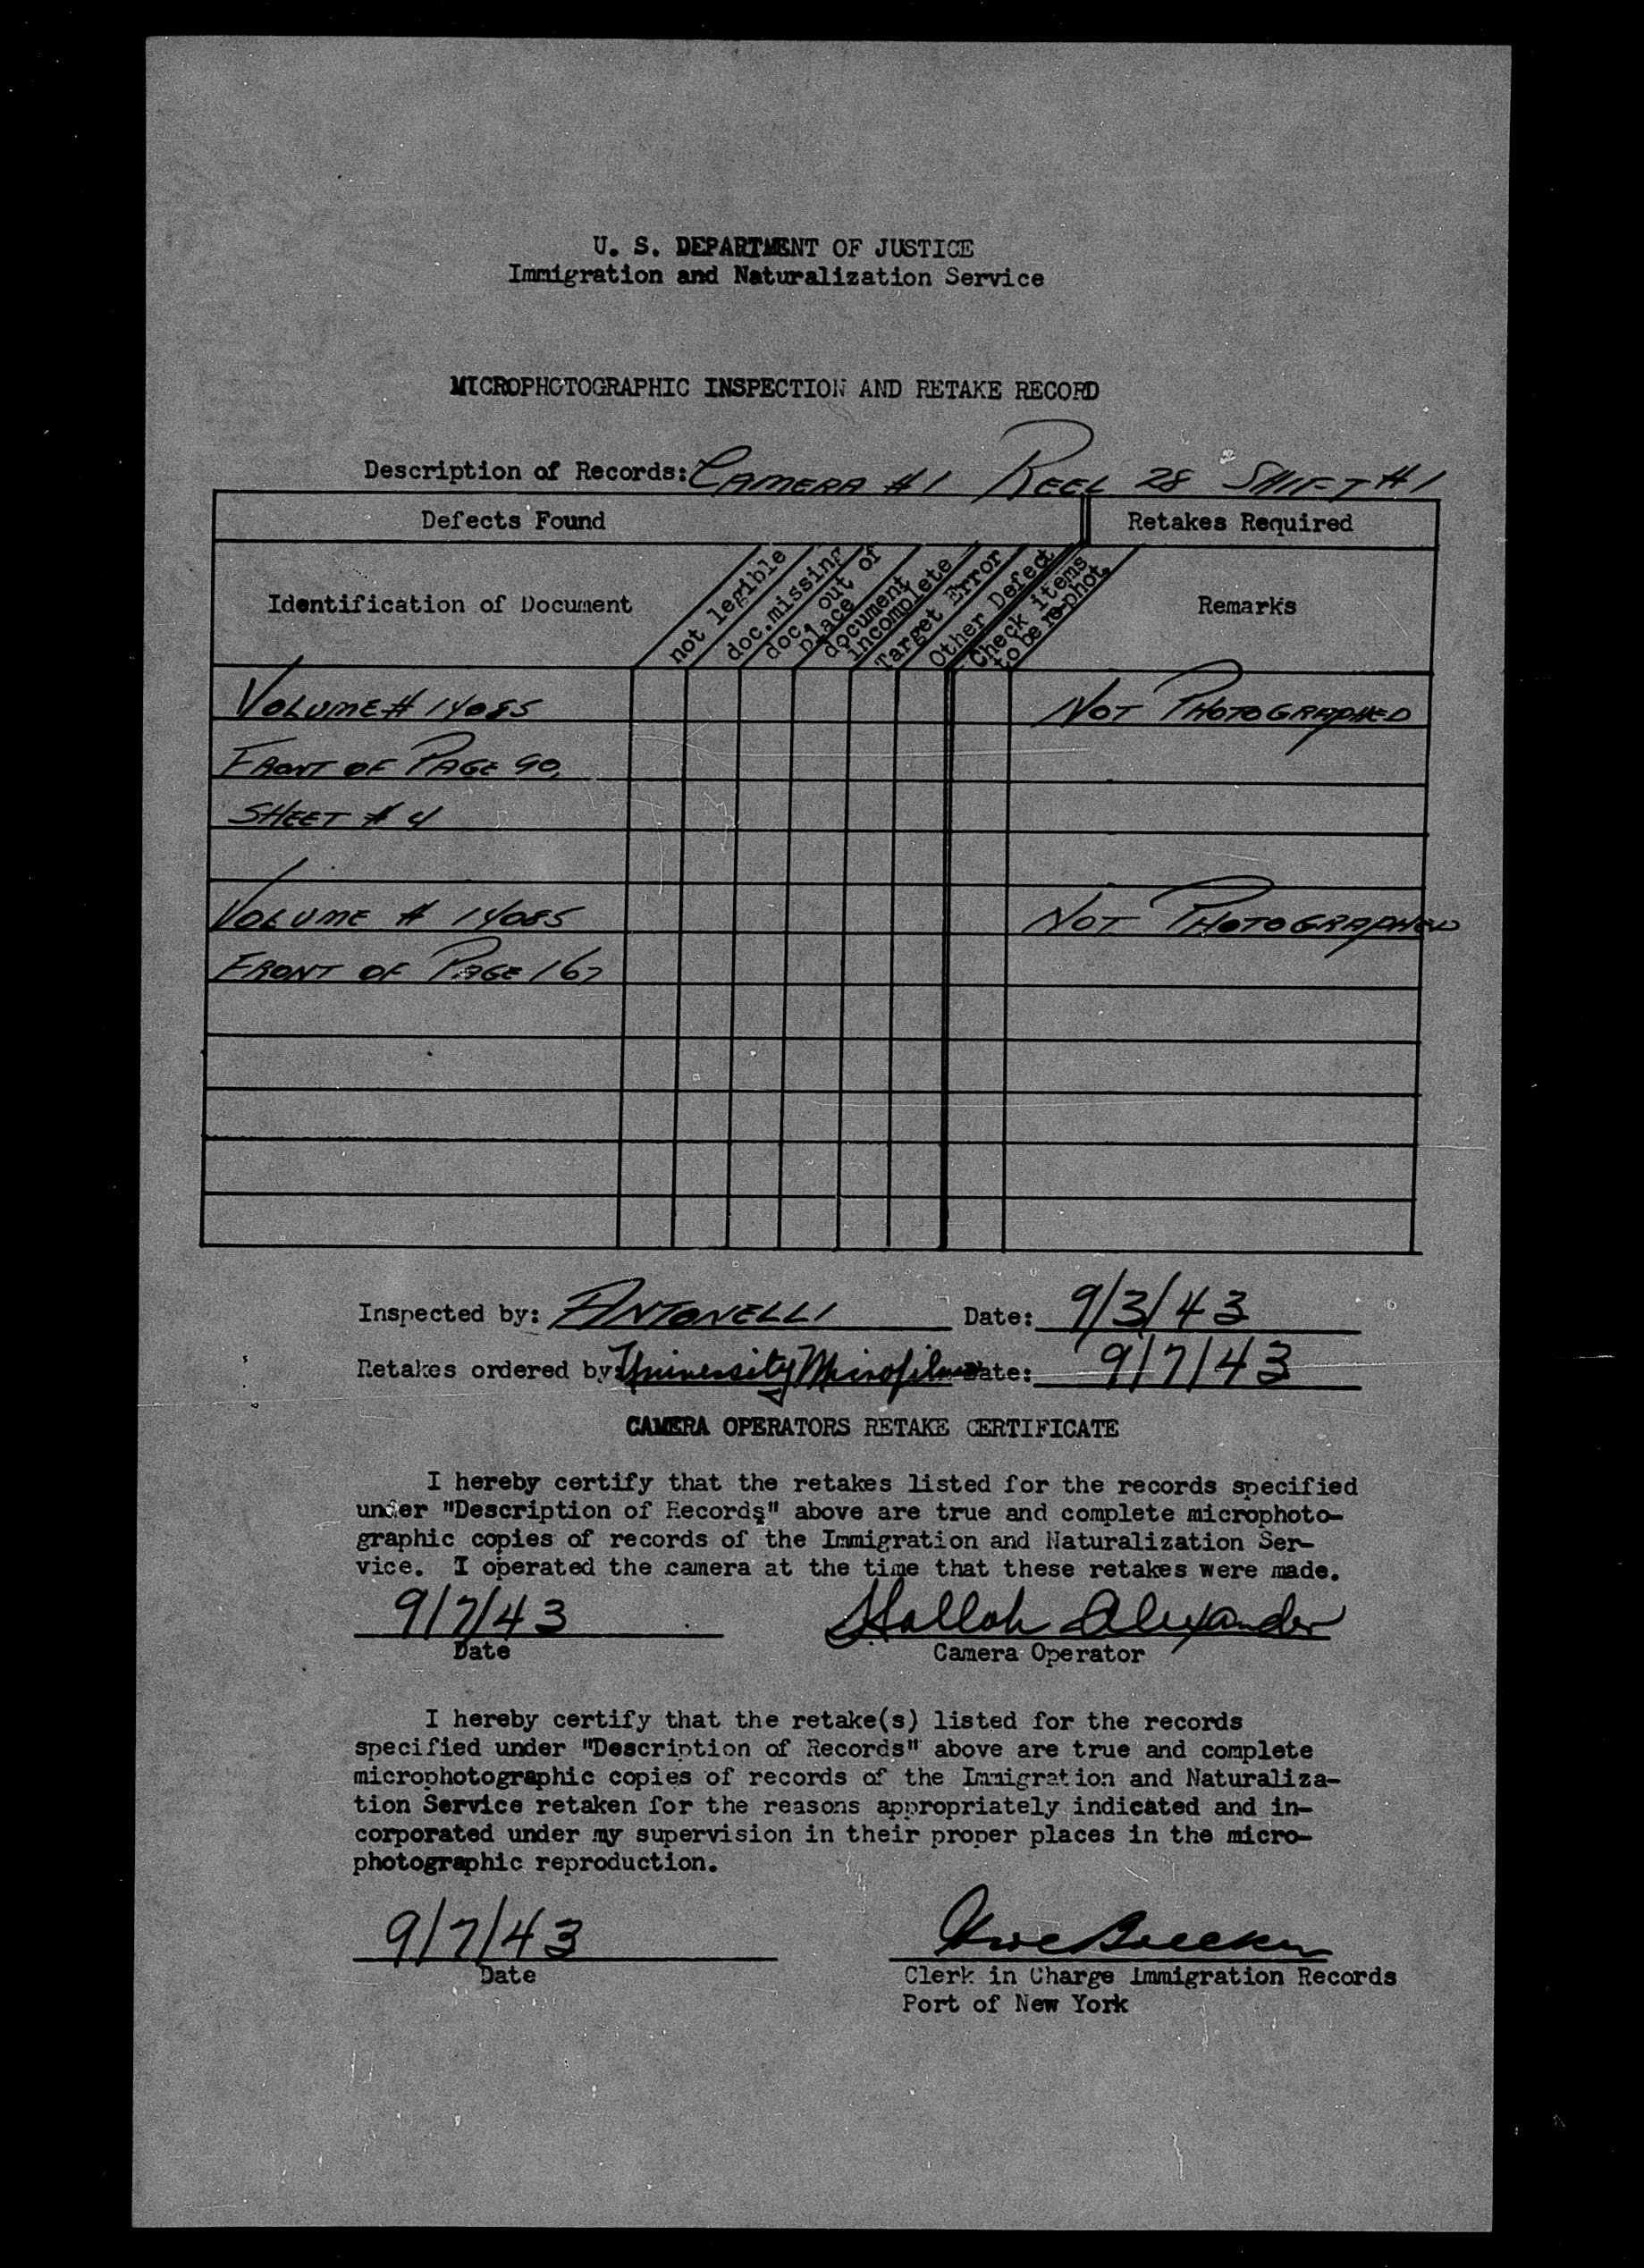 U. S. DEPARTMENT OF JUSTICE
Immigration and Naturalization Service
MICROPHOTOGRAPHIC INSPECTION AND RETAKE RECORD
Description of Records: CAMERA #1 REEL 28 SHIFT #1
Defects Found
Retakes Required
Identification of Document
not legible
doc. missing
doc. out of
place
document
incomplete
Target Error
Other Defect
Check items
to be re-phot.
Remarks
VOLUME # 14085
NOT PHOTOGRAPHED
FRONT OF PAGE 90,
SHEET # 4
VOLUME # 14085
NOT PHOTOGRAPHED
FRONT OF PAGE 167
Inspected by: ANTONELLI Date: 9/3/43
Retakes ordered by: University Microfilms Date: 9/7/43
CAMERA OPERATORS RETAKE CERTIFICATE
I hereby certify that the retakes listed for the records specified
under "Description of Records" above are true and complete microphoto-
graphic copies of records of the Immigration and Naturalization Ser-
vice. I operated the camera at the time that these retakes were made.
9/7/43 Alexander
Date Camera Operator
I hereby certify that the retake(s) listed for the records
specified under "Description of Records" above are true and complete
microphotographic copies of records of the Immigration and Naturaliza-
tion Service retaken for the reasons appropriately indicated and in-
corporated under my supervision in their proper places in the micro-
photographic reproduction.
9/7/43
Date Clerk in Charge Immigration Records
Port of New York